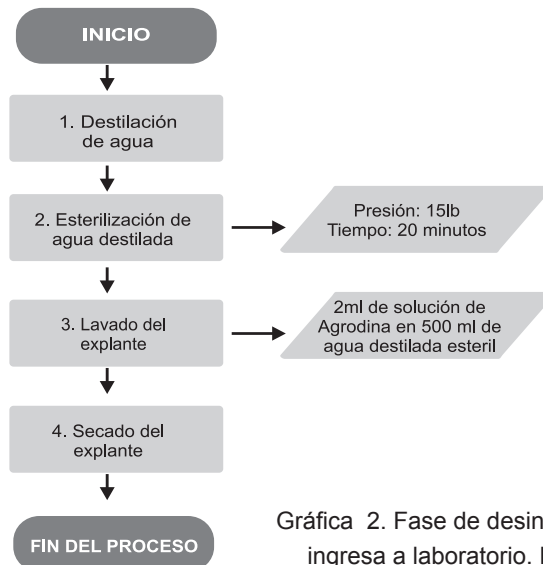 INICIO
1. Destilación
de agua
2. Esterilización de
agua destilada
Presión: 15lb
Tiempo: 20 minutos
3. Lavado del
explante
2ml de solución de
Agrodina en 500 ml de
agua destilada esteril
4. Secado del
explante
FIN DEL PROCESO
Gráfica 2. Fase de desin
ingresa a laboratorio.